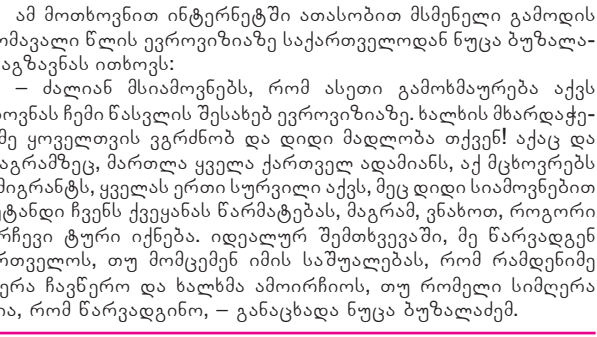 ამ მოთხოვნით ინტერნეტში ათასობით მსმენელი გამოდის
ომავალი წლის ევროვიზიაზე საქართველოდან ნუცა ბუზალა-
აგზავნას ითხოვს:
– ძალიან მსიამოვნებს, რომ ასეთი გამოხმაურება აქვს
ოვნას ჩემი წასვლის შესახებ ევროვიზიაზე. ხალხის მხარდაჭე-
მე ყოველთვის ვგრძნობ და დიდი მადლობა თქვენ! აქაც და
აგრამზეც, მართლა ყველა ქართველ ადამიანს, აქ მცხოვრებს
მიგრანტს, ყველას ერთი სურვილი აქვს, მეც დიდი სიამოვნებით
ეტანდი ჩვენს ქვეყანას წარმატებას, მაგრამ, ვნახოთ, როგორი
რჩევი ტური იქნება. იდეალურ შემთხვევაში, მე წარვადგენ
რთველოს, თუ მომცემენ იმის საშუალებას, რომ რამდენიმე
ერა ჩავწერო და ხალხმა ამოირჩიოს, თუ რომელი სიმღერა
ია, რომ წარვადგინო, – განაცხადა ნუცა ბუზალაძემ.